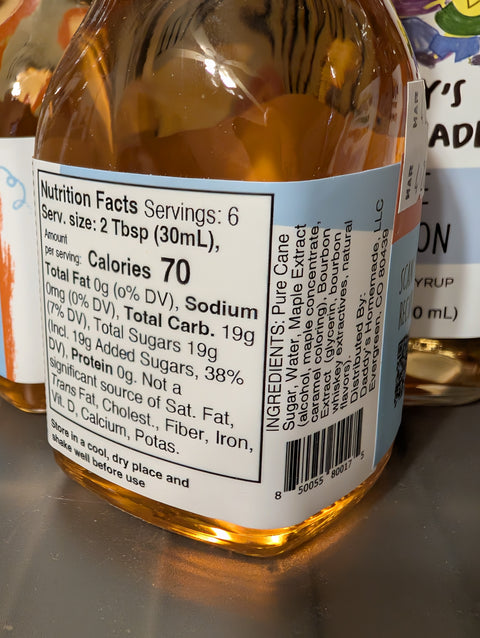 Nutrition Facts Servings: 6
Serv. size: 2 Tbsp (30mL),
Amount
per serving: Calories 70
Total Fat 0g (0% DV), Sodium
0mg (0% DV), Total Carb. 19g
(7% DV), Total Sugars 19g
(Incl. 19g Added Sugars, 38%
DV), Protein 0g. Not a
significant source of Sat. Fat,
Trans Fat, Cholest., Fiber, Iron,
Vit. D, Calcium, Potas.
Store in a cool, dry place and
shake well before use
INGREDIENTS: Pure Cane
Sugar, Water, Maple Extract
(alcohol, maple concentrate,
caramel coloring), Bourbon
Extract (glycerin, bourbon
whiskey extractives, natural
flavors)
Distributed By:
Dandy's Homemade, LLC
Evergreen, CO 80439
8 50055 80017 5
SCAN
Y'S
ADE
ON
YRUP
0 mL)